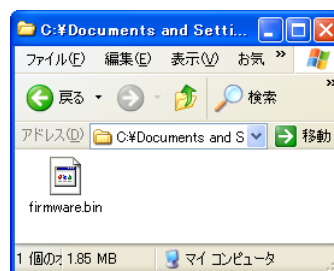 C:¥Documents and Setti...
ファイル(F) 編集(E) 表示(V) お気 »
戻る 検索 »
アドレス(D) C:¥Documents and S 移動
firmware.bin
1 個のオ 1.85 MB マイ コンピュータ